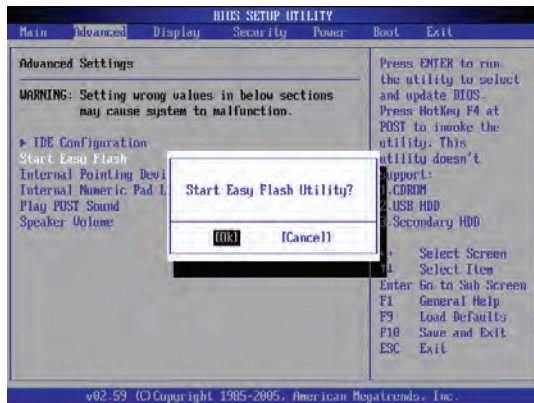 BIOS SETUP UTILITY
Main Advanced Display Security Power Boot Exit
Advanced Settings
WARNING: Setting wrong values in below sections
may cause system to malfunction.
▶ IDE Configuration
Start Easy Flash
Internal Pointing Devi
Internal Numeric Pad L
Play POST Sound
Speaker Volume
Start Easy Flash Utility?
[Ok] [Cancel]
Press ENTER to run
the utility to select
and update BIOS.
Press HotKey F4 at
POST to invoke the
utility. This
utility doesn't
upport:
.CDROM
.USB HDD
.Secondary HDD
Select Screen
Select Item
Enter Go to Sub Screen
F1 General Help
F9 Load Defaults
F10 Save and Exit
ESC Exit
v02.59 (C)Copyright 1985-2005, American Megatrends, Inc.